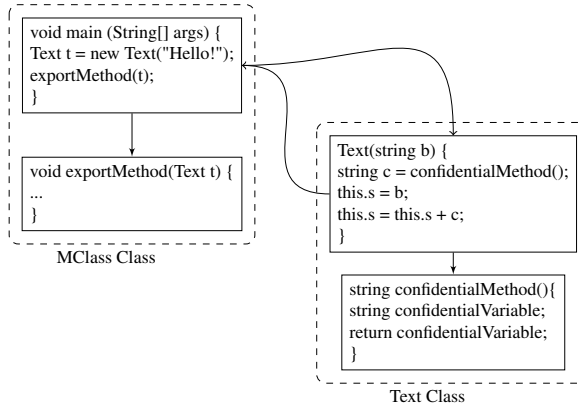 void main (String[] args) {
Text t = new Text("Hello!");
exportMethod(t);
}
void exportMethod(Text t) {
...
}
MClass Class
Text(string b) {
string c = confidentialMethod();
this.s = b;
this.s = this.s + c;
}
string confidentialMethod(){
string confidentialVariable;
return confidentialVariable;
}
Text Class